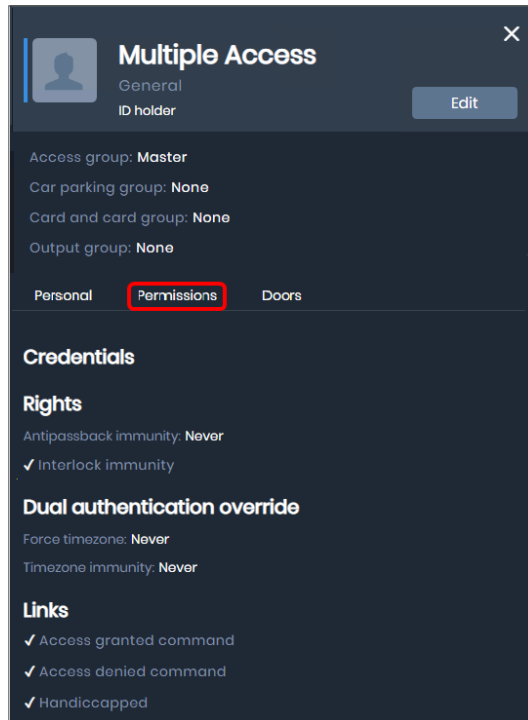 Multiple Access
General
ID holder
Edit
Access group: Master
Car parking group: None
Card and card group: None
Output group: None
Personal Permissions Doors
Credentials
Rights
Antipassback immunity: Never
✓ Interlock immunity
Dual authentication override
Force timezone: Never
Timezone immunity: Never
Links
✓ Access granted command
✓ Access denied command
✓ Handiccapped